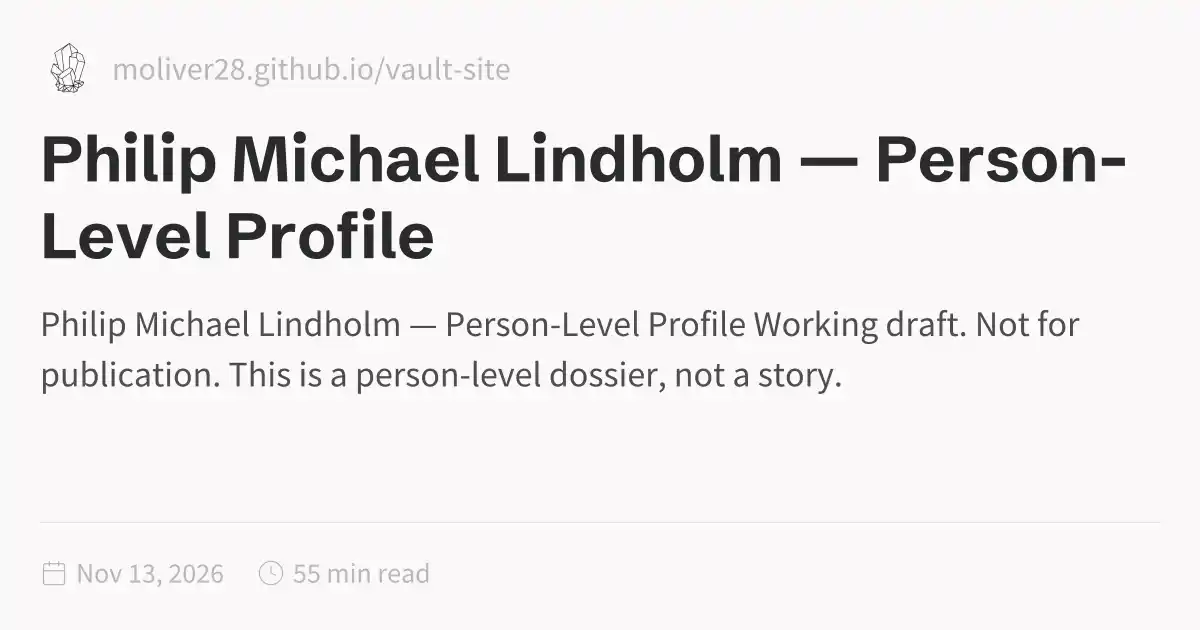 moliver28.github.io/vault-site
Philip Michael Lindholm — Person-
Level Profile
Philip Michael Lindholm — Person-Level Profile Working draft. Not for
publication. This is a person-level dossier, not a story.
Nov 13, 2026
55 min read